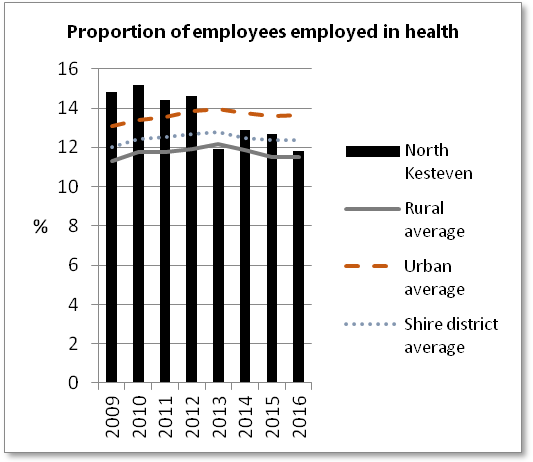 Proportion of employees employed in health
16
14
12
10
8
6
4
2
0
%
2009
2010
2011
2012
2013
2014
2015
2016
North
Kesteven
Rural
average
Urban
average
Shire district
average